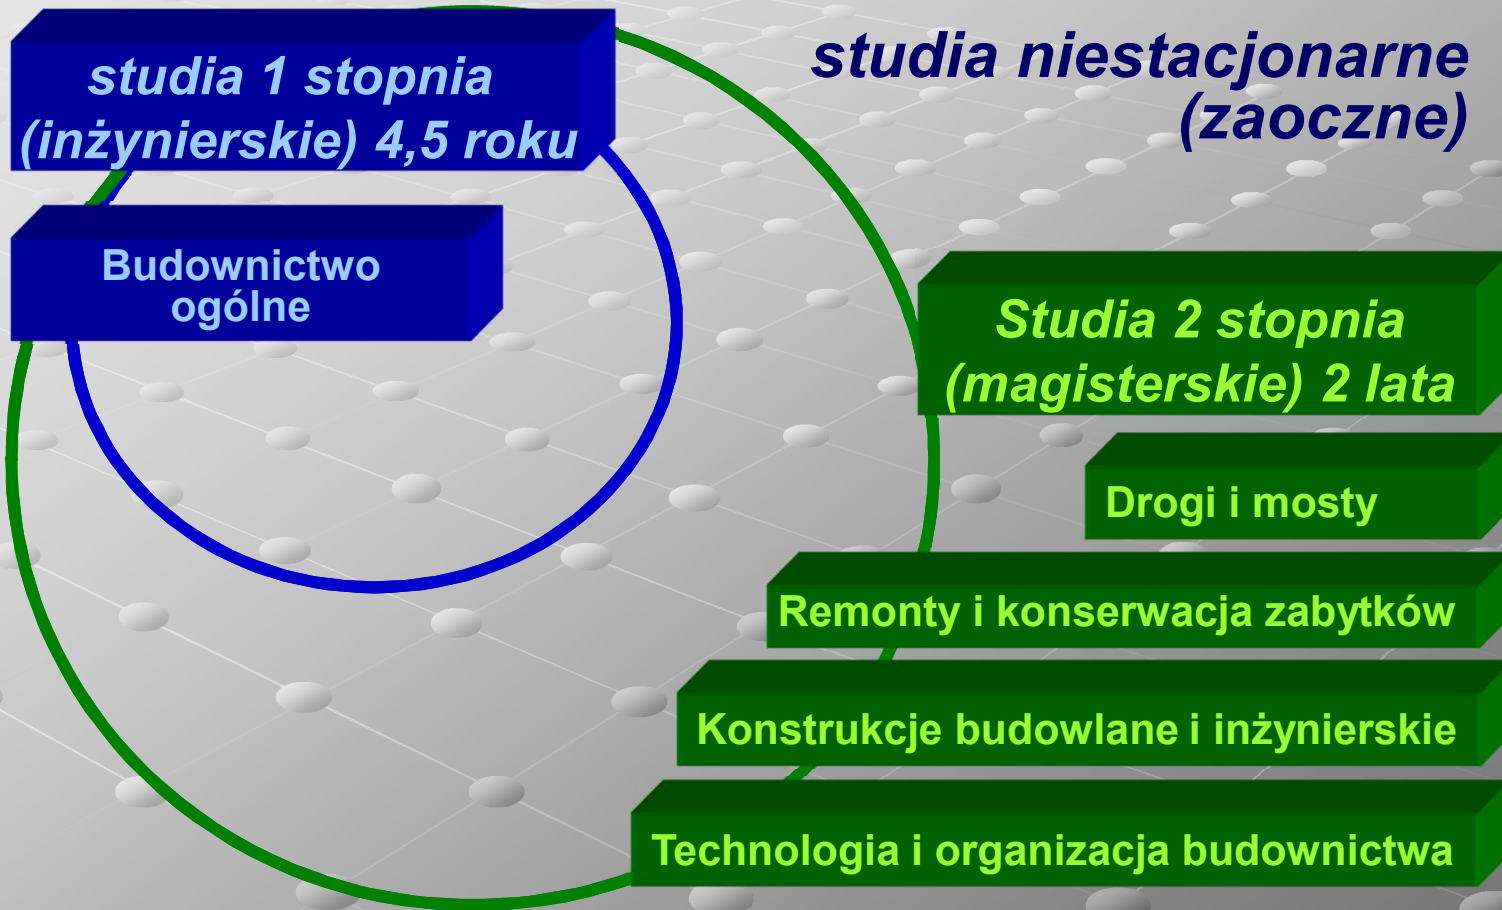 studia 1 stopnia
(inżynierskie) 4,5 roku
studia niestacjonarne
(zaoczne)
Budownictwo
ogólne
Studia 2 stopnia
(magisterskie) 2 lata
Drogi i mosty
Remonty i konserwacja zabytków
Konstrukcje budowlane i inżynierskie
Technologia i organizacja budownictwa